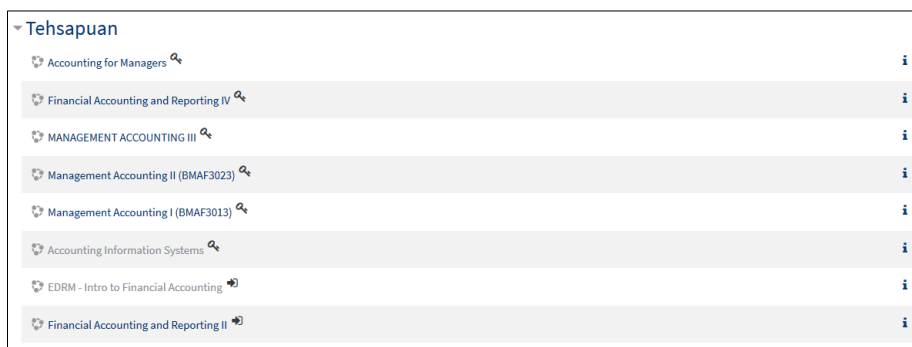 Tehsapuan
Accounting for Managers
Financial Accounting and Reporting IV
MANAGEMENT ACCOUNTING III
Management Accounting II (BMAF3023)
Management Accounting I (BMAF3013)
Accounting Information Systems
EDRM - Intro to Financial Accounting
Financial Accounting and Reporting II